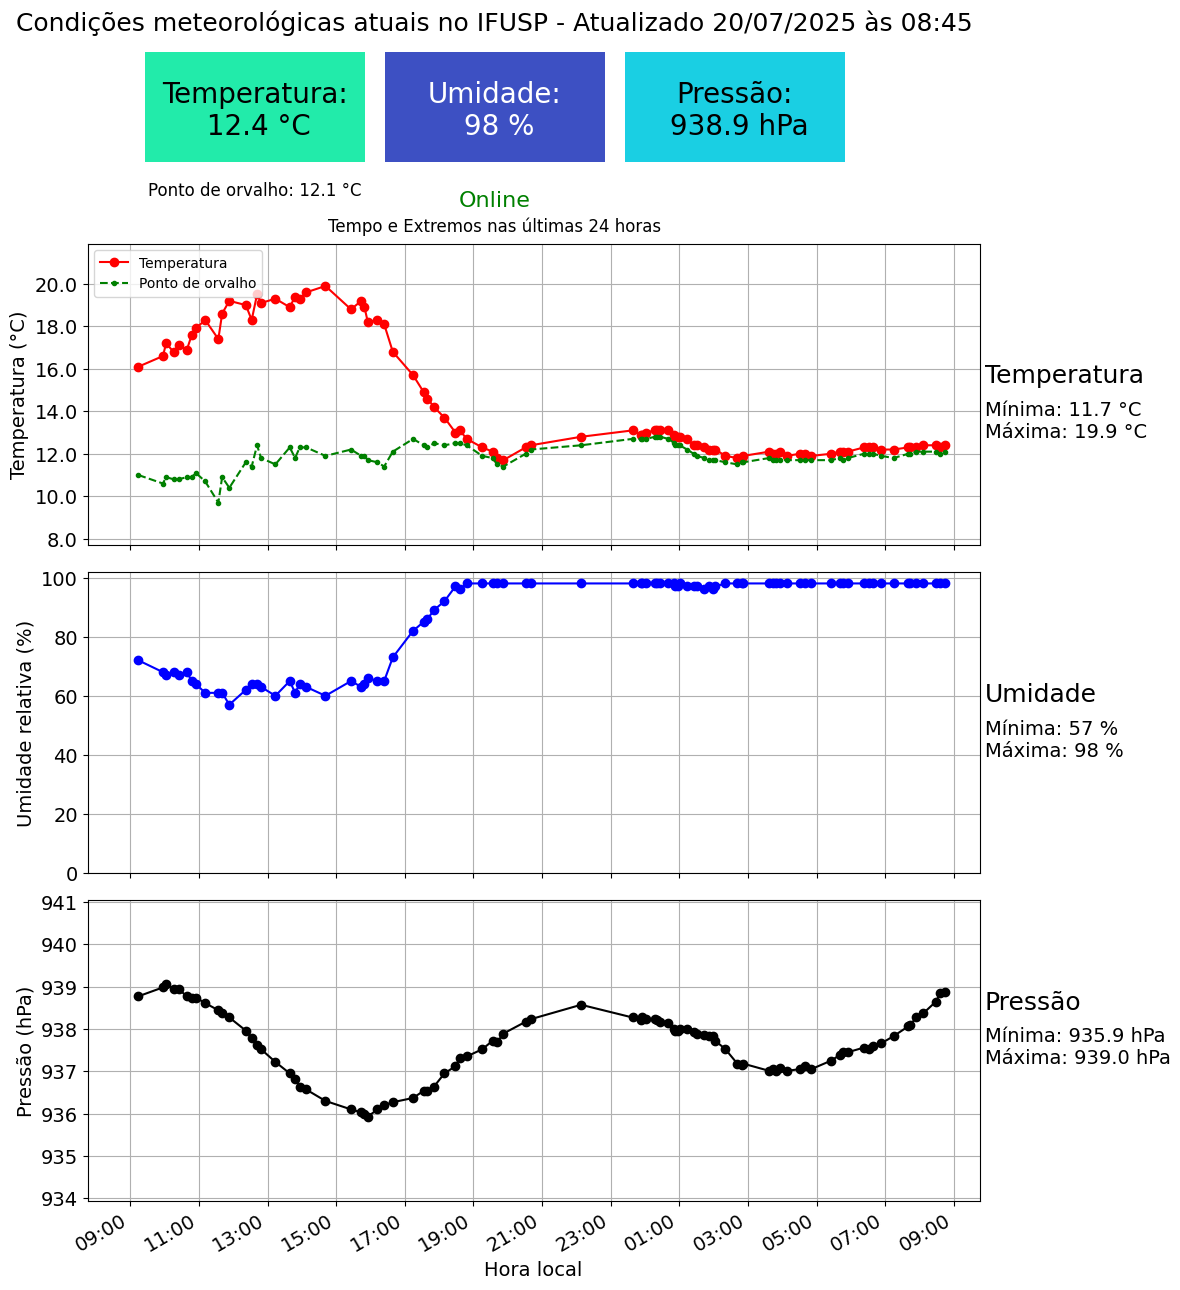 Condições meteorológicas atuais no IFUSP - Atualizado 20/07/2025 às 08:45
Temperatura:
12.4 °C
Umidade:
98 %
Pressão:
938.9 hPa
Ponto de orvalho: 12.1 °C
Online
Tempo e Extremos nas últimas 24 horas
Temperatura
Ponto de orvalho
Temperatura (°C)
20.0
18.0
16.0
14.0
12.0
10.0
8.0
Temperatura
Mínima: 11.7 °C
Máxima: 19.9 °C
Umidade relativa (%)
100
80
60
40
20
0
Umidade
Mínima: 57 %
Máxima: 98 %
Pressão (hPa)
941
940
939
938
937
936
935
934
Pressão
Mínima: 935.9 hPa
Máxima: 939.0 hPa
09:00 11:00 13:00 15:00 17:00 19:00 21:00 23:00 01:00 03:00 05:00 07:00 09:00
Hora local